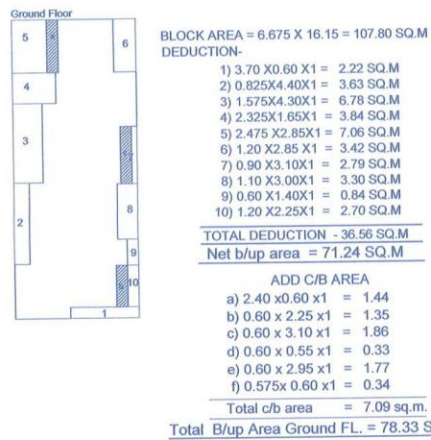 Ground Floor
5
6
4
3
7
2
8
9
10
1
BLOCK AREA = 6.675 X 16.15 = 107.80 SQ.M
DEDUCTION-
1) 3.70 X0.60 X1 = 2.22 SQ.M
2) 0.825X4.40X1 = 3.63 SQ.M
3) 1.575X4.30X1 = 6.78 SQ.M
4) 2.325X1.65X1 = 3.84 SQ.M
5) 2.475 X2.85X1 = 7.06 SQ.M
6) 1.20 X2.85 X1 = 3.42 SQ.M
7) 0.90 X3.10X1 = 2.79 SQ.M
8) 1.10 X3.00X1 = 3.30 SQ.M
9) 0.60 X1.40X1 = 0.84 SQ.M
10) 1.20 X2.25X1 = 2.70 SQ.M
TOTAL DEDUCTION - 36.56 SQ.M
Net b/up area = 71.24 SQ.M
ADD C/B AREA
a) 2.40 x0.60 x1 = 1.44
b) 0.60 x 2.25 x1 = 1.35
c) 0.60 x 3.10 x1 = 1.86
d) 0.60 x 0.55 x1 = 0.33
e) 0.60 x 2.95 x1 = 1.77
f) 0.575x 0.60 x1 = 0.34
Total c/b area = 7.09 sq.m.
Total B/up Area Ground FL. = 78.33 S